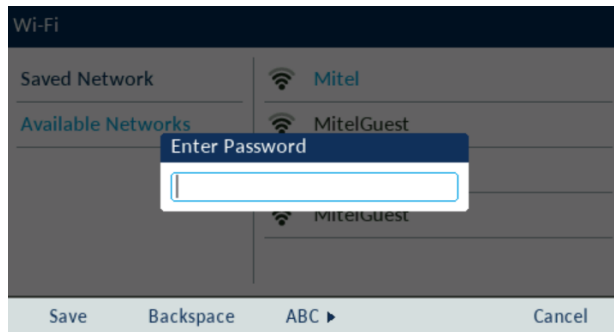 Wi-Fi
Saved Network
Mitel
Available Networks
MitelGuest
Enter Password
MitelGuest
Save Backspace ABC ▶ Cancel